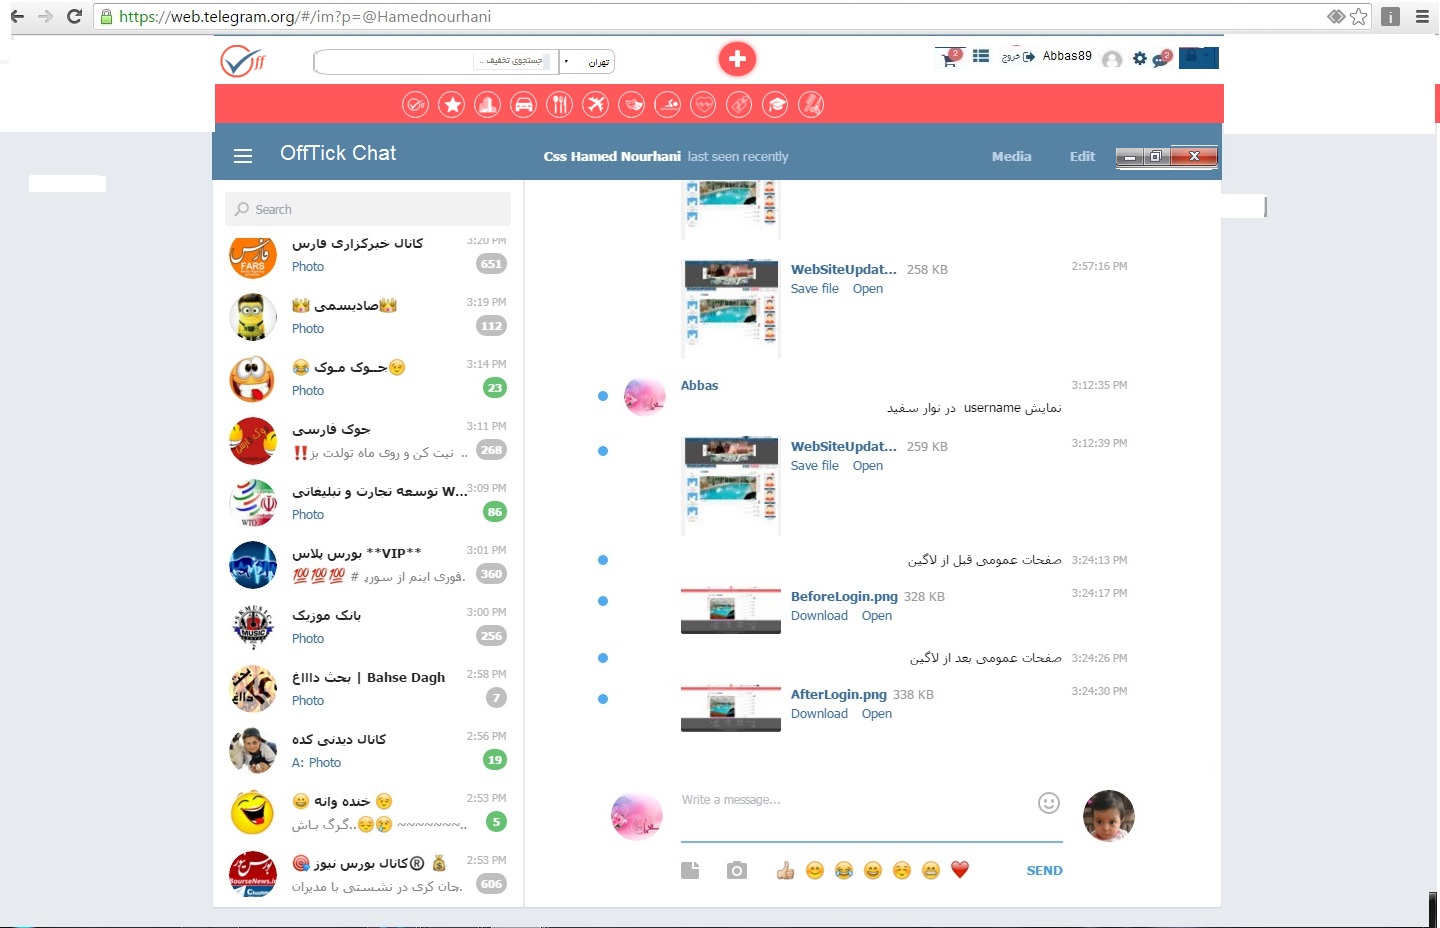 https://web.telegram.org/#/im?p=@Hamednourhani
جستجوی تخفیف ..
تهران
2
خروج
Abbas89
2
OffTick Chat
Css Hamed Nourhani last seen recently
Media
Edit
Search
کانال خبرگزاری فارس
3:20 PM
Photo
651
FARS
👑صادیسمی👑
3:19 PM
Photo
112
😂 جــوک مـوک😉
3:14 PM
Photo
23
جوک فارسی
3:11 PM
‼️نیت کن و روی ماه تولدت بز ..
268
توسعه تجارت و تبلیغاتی W...
3:09 PM
Photo
86
WTO
بورس پلاس **VIP**
3:01 PM
💯💯💯 # فوری اینم از سورپ.
360
بانک موزیک
3:00 PM
Photo
256
MUSIC
بحث داااغ | Bahse Dagh
2:58 PM
Photo
7
کانال دیدنی کده
2:56 PM
A: Photo
19
😀 خنده وانه 😉
2:53 PM
..گرگ باش..😔😢 ~~~~~~~
5
🎯 کانال بورس نیوز® 💰
2:53 PM
جان کری در نشستی با مدیران.
606
BourseNews.ir
WebSiteUpdat... 258 KB
2:57:16 PM
Save file Open
Abbas
3:12:35 PM
نمایش username در نوار سفید
WebSiteUpdat... 259 KB
3:12:39 PM
Save file Open
صفحات عمومی قبل از لاگین
3:24:13 PM
BeforeLogin.png 328 KB
3:24:17 PM
Download Open
صفحات عمومی بعد از لاگین
3:24:26 PM
AfterLogin.png 338 KB
3:24:30 PM
Download Open
Write a message...
SEND